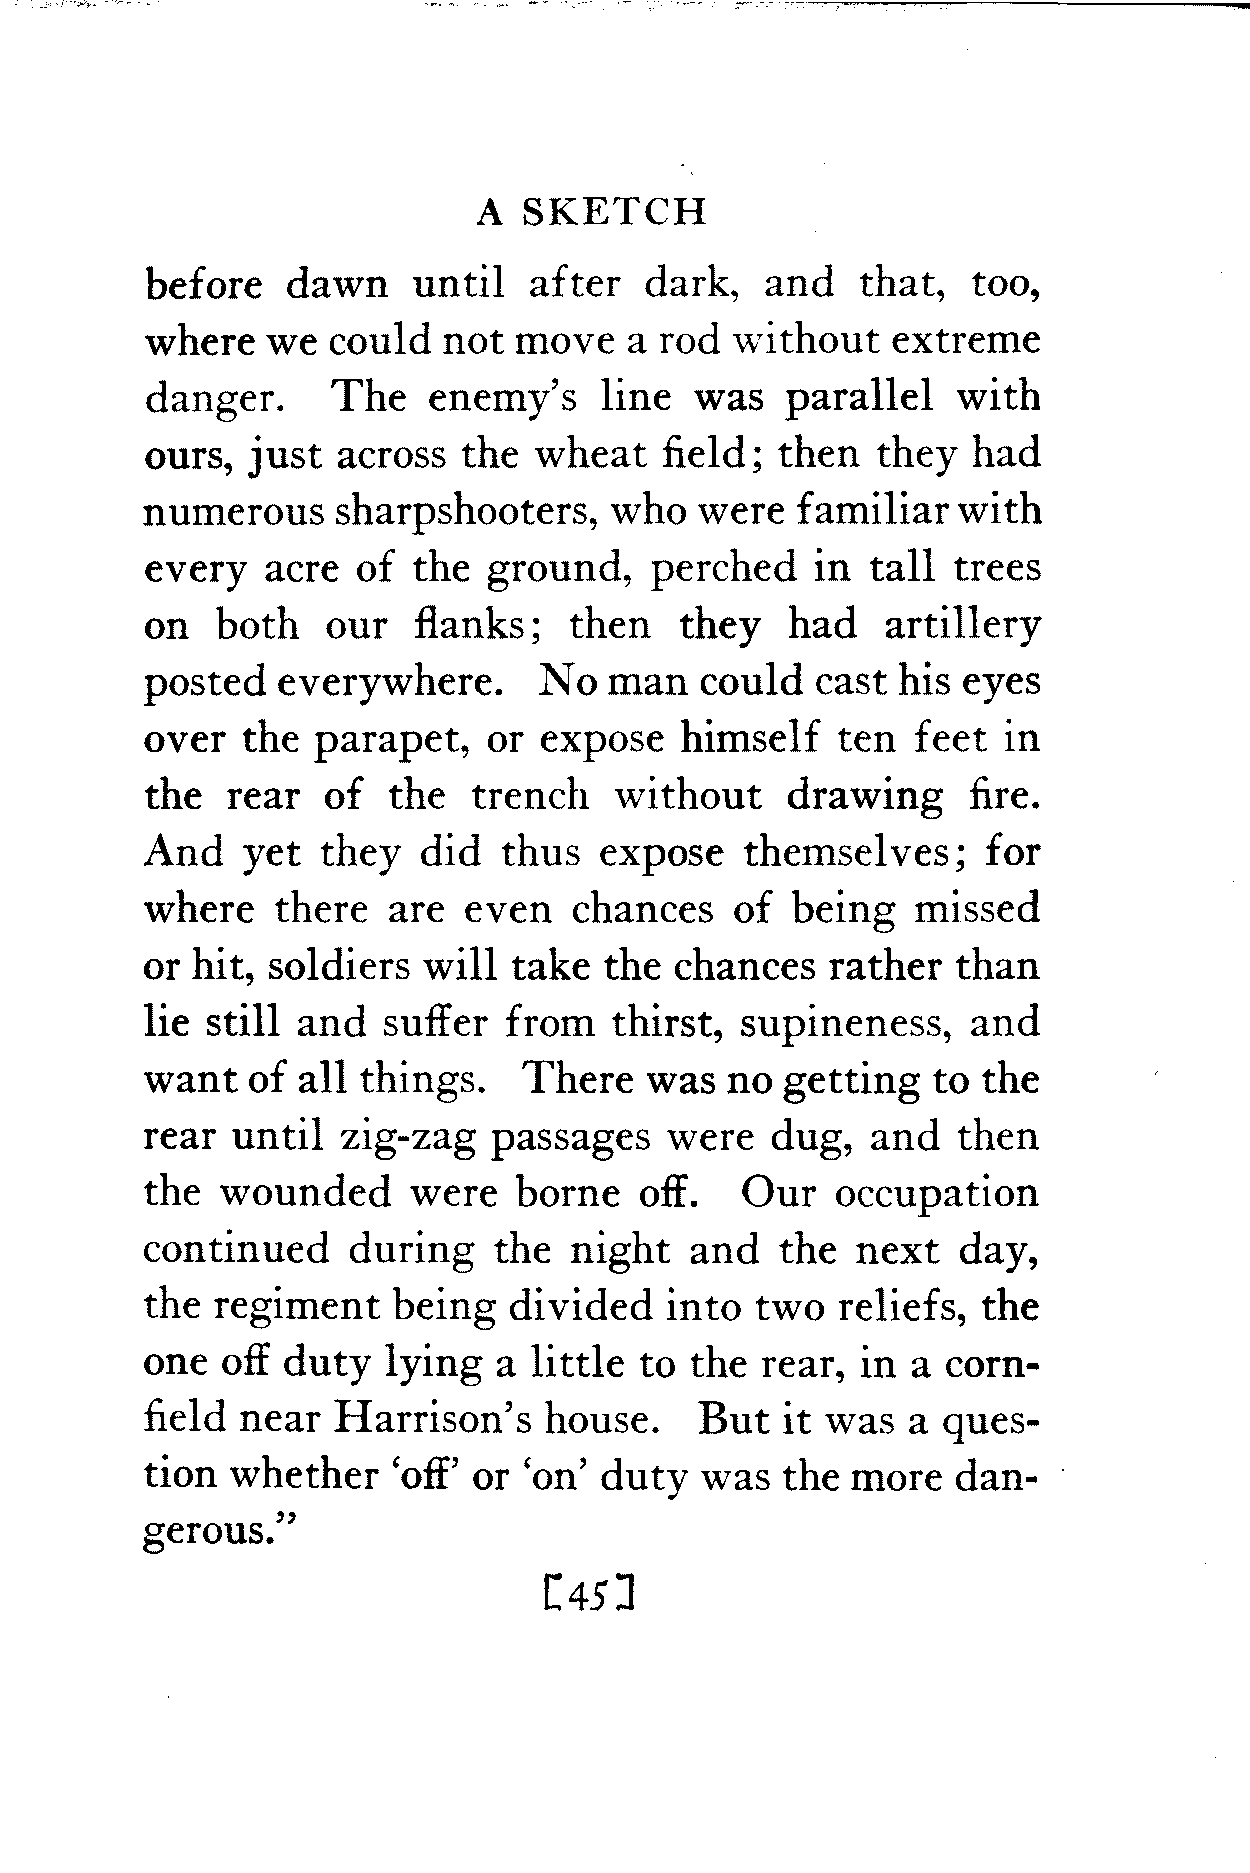 A SKETCH
before dawn until after dark, and that, too,
where we could not move a rod without extreme
danger. The enemy's line was parallel with
ours, just across the wheat field; then they had
numerous sharpshooters, who were familiar with
every acre of the ground, perched in tall trees
on both our flanks; then they had artillery
posted everywhere. No man could cast his eyes
over the parapet, or expose himself ten feet in
the rear of the trench without drawing fire.
And yet they did thus expose themselves; for
where there are even chances of being missed
or hit, soldiers will take the chances rather than
lie still and suffer from thirst, supineness, and
want of all things. There was no getting to the
rear until zig-zag passages were dug, and then
the wounded were borne off. Our occupation
continued during the night and the next day,
the regiment being divided into two reliefs, the
one off duty lying a little to the rear, in a corn-
field near Harrison's house. But it was a ques-
tion whether 'off' or 'on' duty was the more dan-
gerous."
[45]